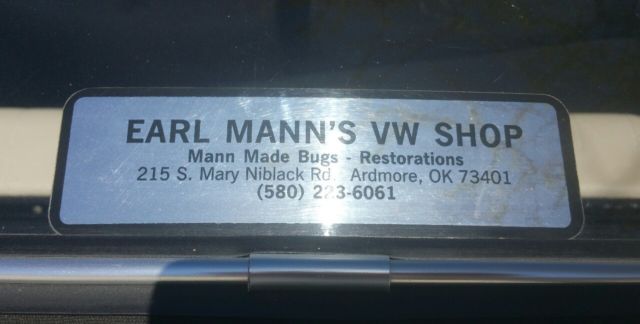 EARL MANN'S VW SHOP
Mann Made Bugs - Restorations
215 S. Mary Niblack Rd. Ardmore, OK 73401
(580) 223-6061